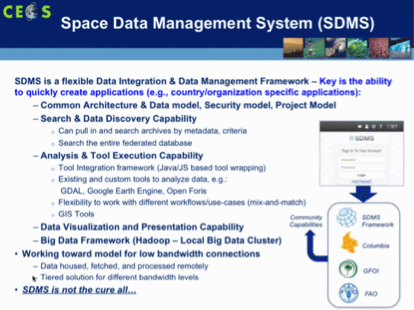 CE S
Space Data Management System (SDMS)
SDMS is a flexible Data Integration & Data Management Framework – Key is the ability
to quickly create applications (e.g., country/organization specific applications):
– Common Architecture & Data model, Security model, Project Model
– Search & Data Discovery Capability
o Can pull in and search archives by metadata, criteria
o Search the entire federated database
– Analysis & Tool Execution Capability
o Tool Integration framework (Java/JS based tool wrapping)
o Existing and custom tools to analyze data, e.g.:
GDAL, Google Earth Engine, Open Foris
o Flexibility to work with different workflows/use-cases (mix-and-match)
o GIS Tools
– Data Visualization and Presentation Capability
– Big Data Framework (Hadoop – Local Big Data Cluster)
• Working toward model for low bandwidth connections
– Data housed, fetched, and processed remotely
– Tiered solution for different bandwidth levels
• SDMS is not the cure all…
SDMS
Sign In To Your Account
Login
Community
Capabilities
SDMS
Framework
Columbia
GFOI
FAO